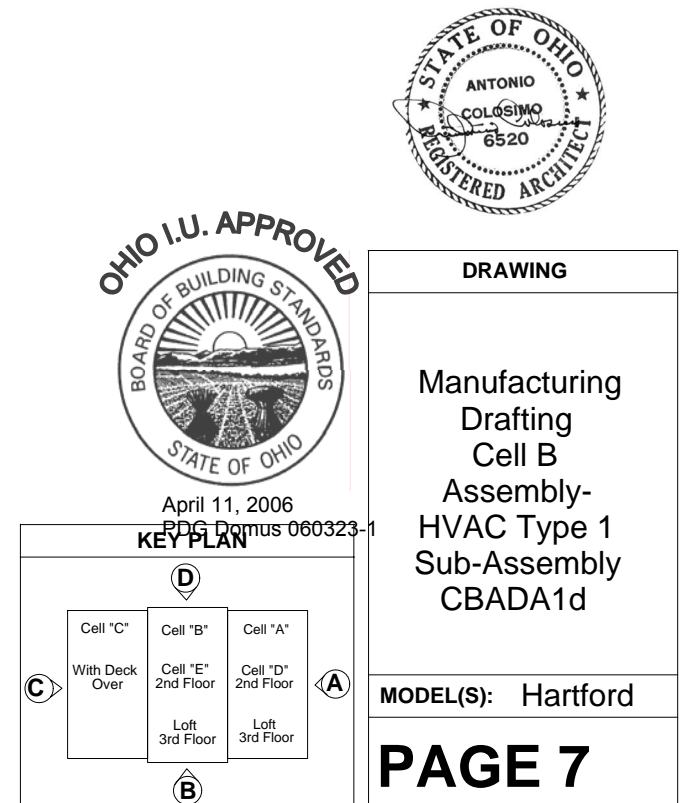 STATE OF OHIO
ANTONIO
COLOSIMO
6520
REGISTERED ARCHITECT
OHIO I.U. APPROVED
BOARD OF BUILDING STANDARDS
STATE OF OHIO
April 11, 2006
PDG Domus 060323-1
KEY PLAN
D
Cell "C"
Cell "B"
Cell "A"
With Deck
Over
Cell "E"
2nd Floor
Cell "D"
2nd Floor
C
A
Loft
3rd Floor
Loft
3rd Floor
B
DRAWING
Manufacturing
Drafting
Cell B
Assembly-
HVAC Type 1
Sub-Assembly
CBADA1d
MODEL(S): Hartford
PAGE 7